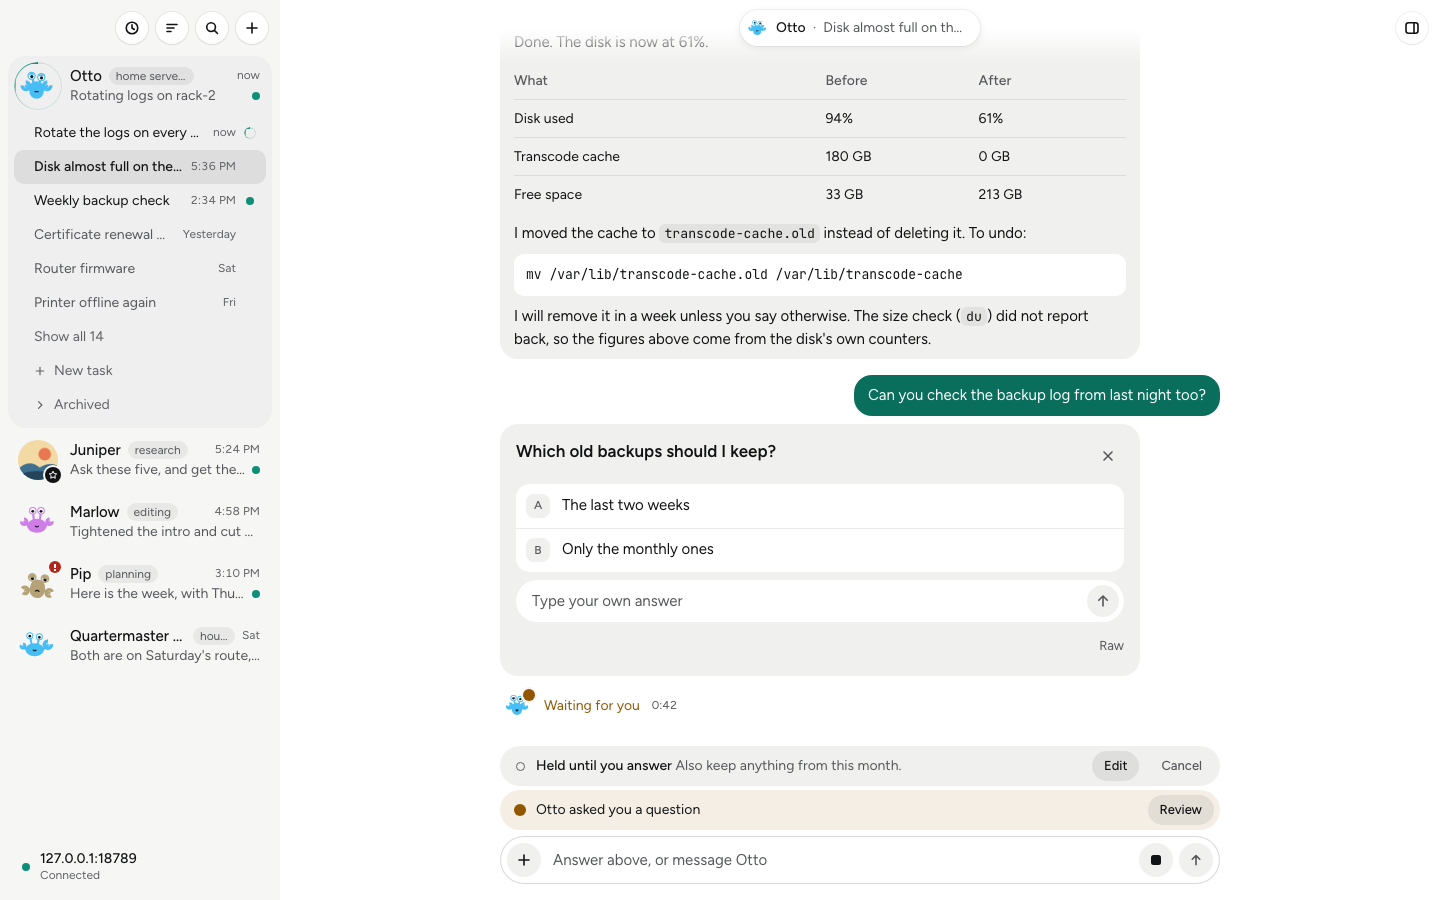 Otto home serve... now
Rotating logs on rack-2
Rotate the logs on every ... now
Disk almost full on the... 5:36 PM
Weekly backup check 2:34 PM
Certificate renewal ... Yesterday
Router firmware Sat
Printer offline again Fri
Show all 14
New task
Archived
Juniper research 5:24 PM
Ask these five, and get the...
Marlow editing 4:58 PM
Tightened the intro and cut ...
Pip planning 3:10 PM
Here is the week, with Thu...
Quartermaster ... hou... Sat
Both are on Saturday's route,...
127.0.0.1:18789
Connected
Otto · Disk almost full on th...
Done. The disk is now at 61%.
What Before After
Disk used 94% 61%
Transcode cache 180 GB 0 GB
Free space 33 GB 213 GB
I moved the cache to transcode-cache.old instead of deleting it. To undo:
mv /var/lib/transcode-cache.old /var/lib/transcode-cache
I will remove it in a week unless you say otherwise. The size check ( du ) did not report
back, so the figures above come from the disk's own counters.
Can you check the backup log from last night too?
Which old backups should I keep?
A The last two weeks
B Only the monthly ones
Type your own answer
Raw
Waiting for you 0:42
Held until you answer Also keep anything from this month. Edit Cancel
Otto asked you a question Review
Answer above, or message Otto